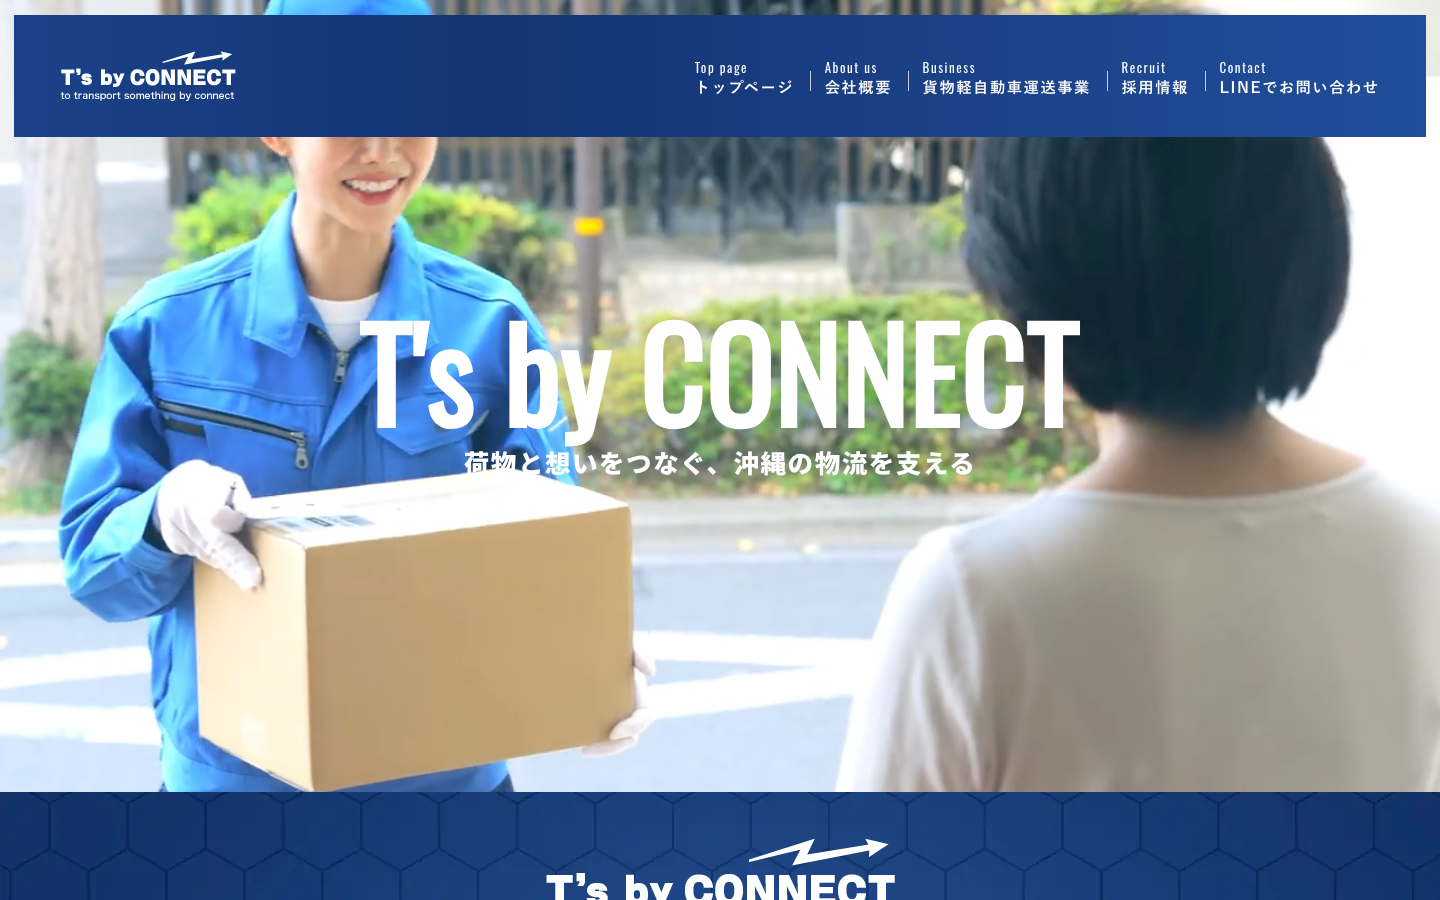 T's by CONNECT
to transport something by connect
Top page
トップページ
About us
会社概要
Business
貨物軽自動車運送事業
Recruit
採用情報
Contact
LINEでお問い合わせ
T's by CONNECT
荷物と想いをつなぐ、沖縄の物流を支える
T's by CONNECT